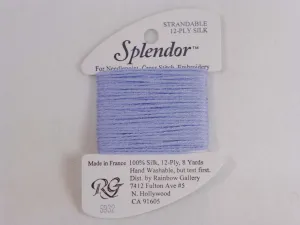 STRANDABLE
12-PLY SILK
Splendor™
For Needlepoint, Cross Stitch, Embroidery
Made in France
100% Silk, 12-Ply, 8 Yards
Hand Washable, but test first.
Dist. by Rainbow Gallery
7412 Fulton Ave #5
N. Hollywood
CA 91605
RG